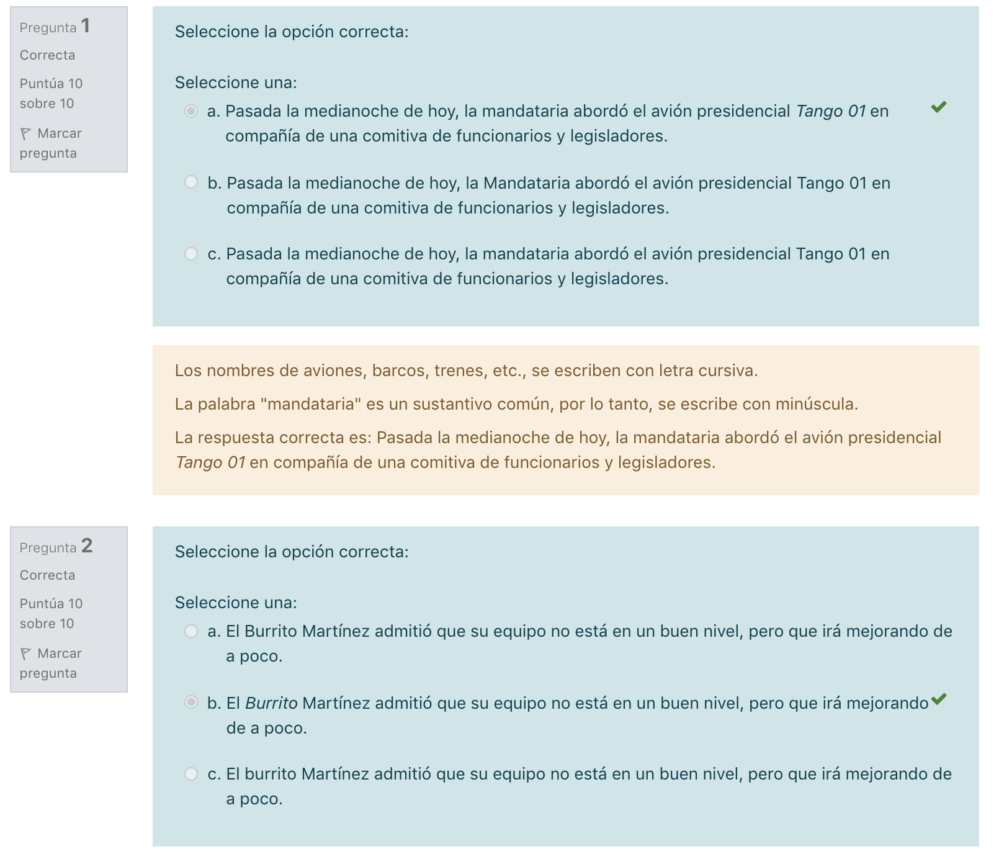 Pregunta 1
Correcta
Puntúa 10
sobre 10
Marcar
pregunta
Seleccione la opción correcta:
Seleccione una:
a. Pasada la medianoche de hoy, la mandataria abordó el avión presidencial Tango 01 en
compañía de una comitiva de funcionarios y legisladores.
b. Pasada la medianoche de hoy, la Mandataria abordó el avión presidencial Tango 01 en
compañía de una comitiva de funcionarios y legisladores.
c. Pasada la medianoche de hoy, la mandataria abordó el avión presidencial Tango 01 en
compañía de una comitiva de funcionarios y legisladores.
Los nombres de aviones, barcos, trenes, etc., se escriben con letra cursiva.
La palabra "mandataria" es un sustantivo común, por lo tanto, se escribe con minúscula.
La respuesta correcta es: Pasada la medianoche de hoy, la mandataria abordó el avión presidencial
Tango 01 en compañía de una comitiva de funcionarios y legisladores.
Pregunta 2
Correcta
Puntúa 10
sobre 10
Marcar
pregunta
Seleccione la opción correcta:
Seleccione una:
a. El Burrito Martínez admitió que su equipo no está en un buen nivel, pero que irá mejorando de
a poco.
b. El Burrito Martínez admitió que su equipo no está en un buen nivel, pero que irá mejorando
de a poco.
c. El burrito Martínez admitió que su equipo no está en un buen nivel, pero que irá mejorando de
a poco.